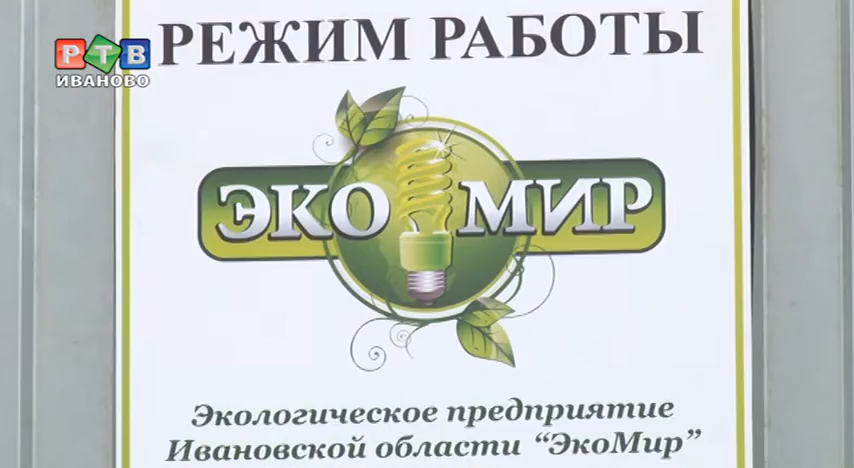 РЕЖИМ РАБОТЫ
РТВ
ИВАНОВО
ЭКО МИР
Экологическое предприятие
Ивановской области “ЭкоМир”